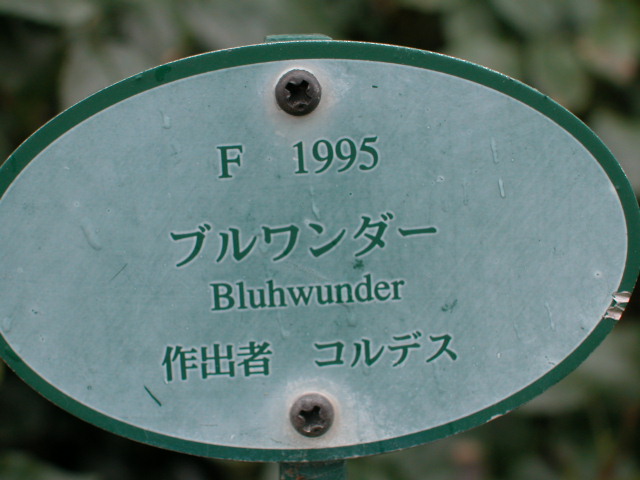 F 1995
ブルワンダー
Bluhwunder
作出者 コルデス